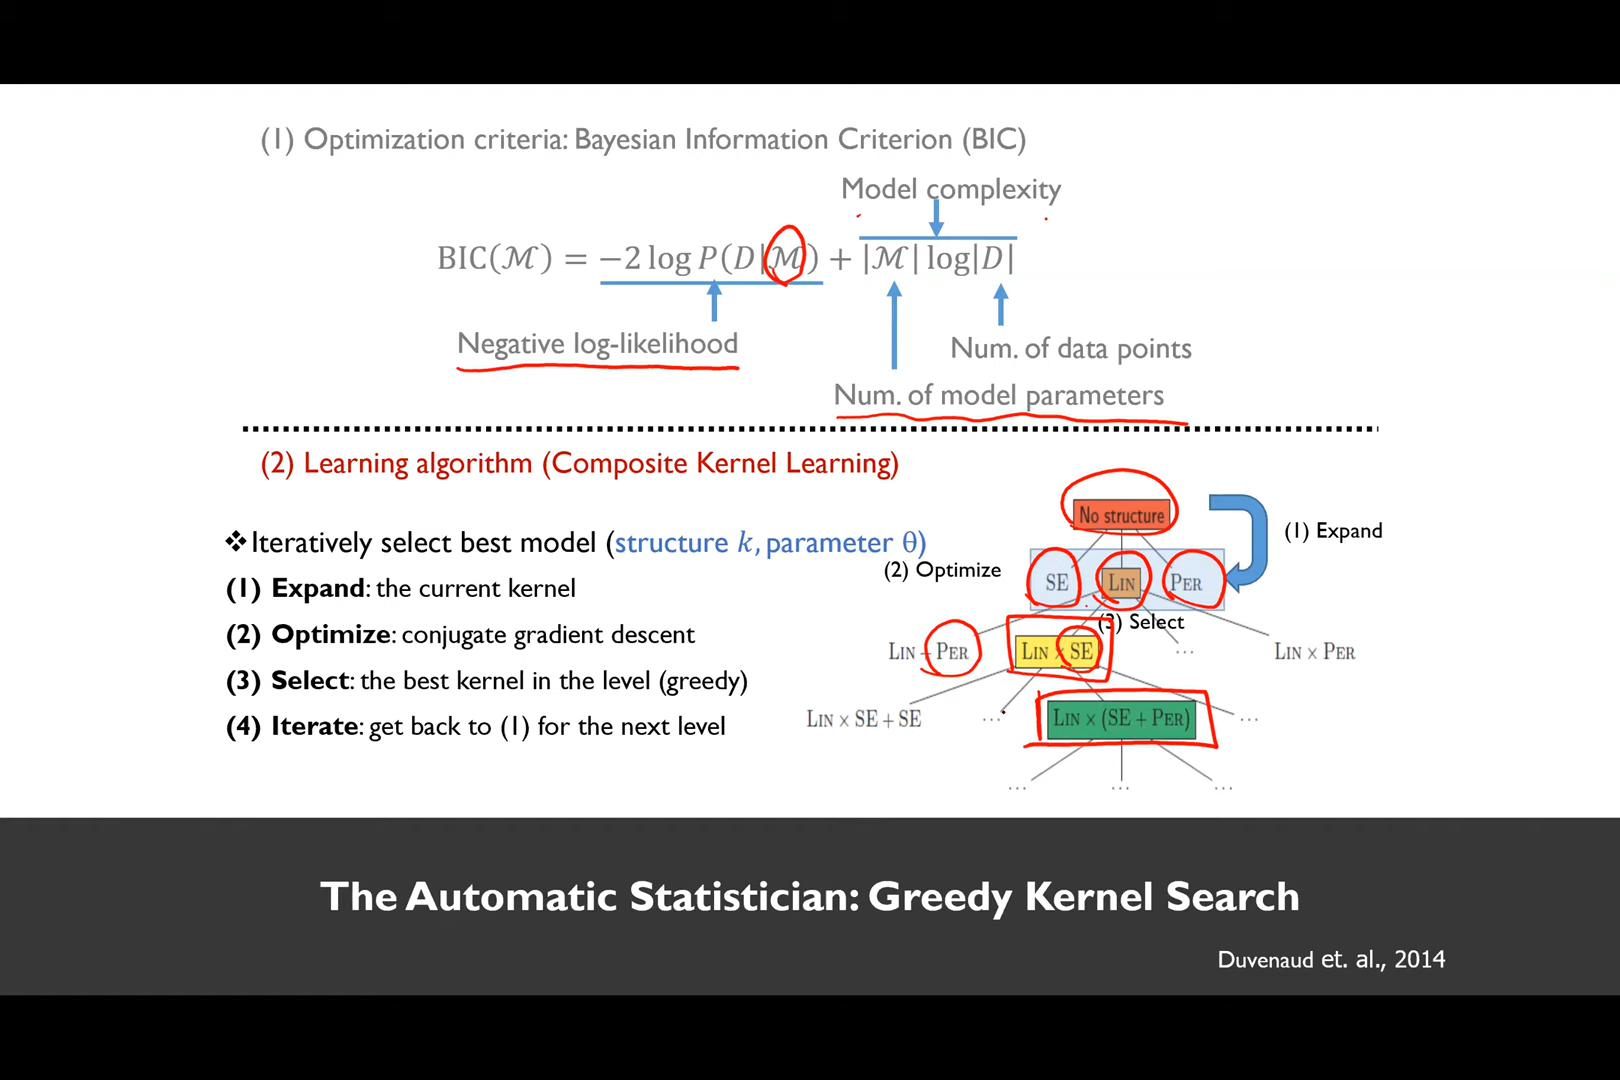 (1) Optimization criteria: Bayesian Information Criterion (BIC)
Model complexity
BIC(ℳ) = −2 log P(D|ℳ) + |ℳ| log|D|
Negative log-likelihood
Num. of data points
Num. of model parameters
(2) Learning algorithm (Composite Kernel Learning)
❖Iteratively select best model (structure k, parameter θ)
(1) Expand: the current kernel
(2) Optimize: conjugate gradient descent
(3) Select: the best kernel in the level (greedy)
(4) Iterate: get back to (1) for the next level
No structure
(1) Expand
(2) Optimize
SE LIN PER
(3) Select
LIN + PER LIN × SE ... LIN × PER
LIN × SE + SE ... LIN × (SE + PER) ...
... ... ...
The Automatic Statistician: Greedy Kernel Search
Duvenaud et. al., 2014